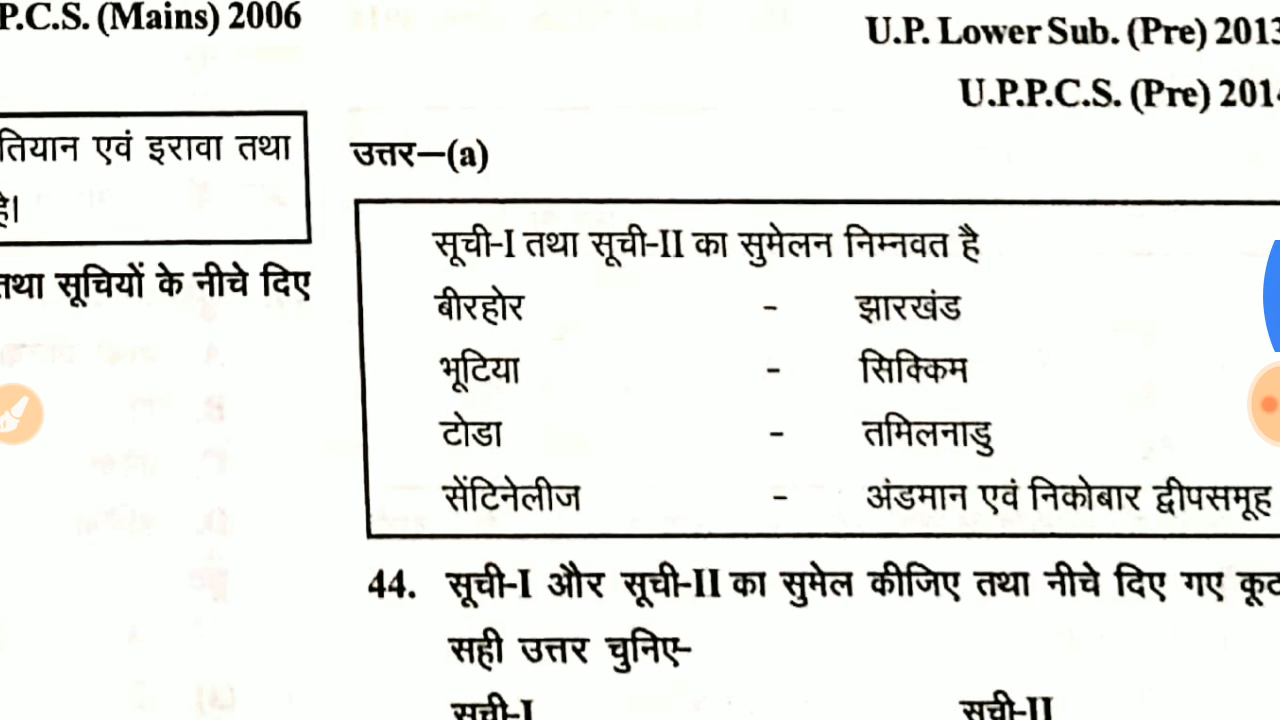 P.C.S. (Mains) 2006
तियान एवं इरावा तथा
है।
तथा सूचियों के नीचे दिए
U.P. Lower Sub. (Pre) 2013
U.P.P.C.S. (Pre) 2014
उत्तर–(a)
सूची-I तथा सूची-II का सुमेलन निम्नवत है
बीरहोर - झारखंड
भूटिया - सिक्किम
टोडा - तमिलनाडु
सेंटिनेलीज - अंडमान एवं निकोबार द्वीपसमूह
44. सूची-I और सूची-II का सुमेल कीजिए तथा नीचे दिए गए कूट
सही उत्तर चुनिए-
सूची-I सूची-II